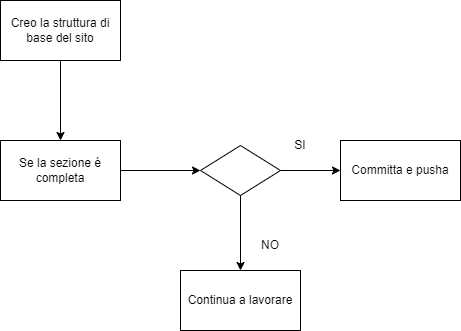 Creo la struttura di
base del sito
Se la sezione é
completa
SI
Committa e pusha
NO
Continua a lavorare